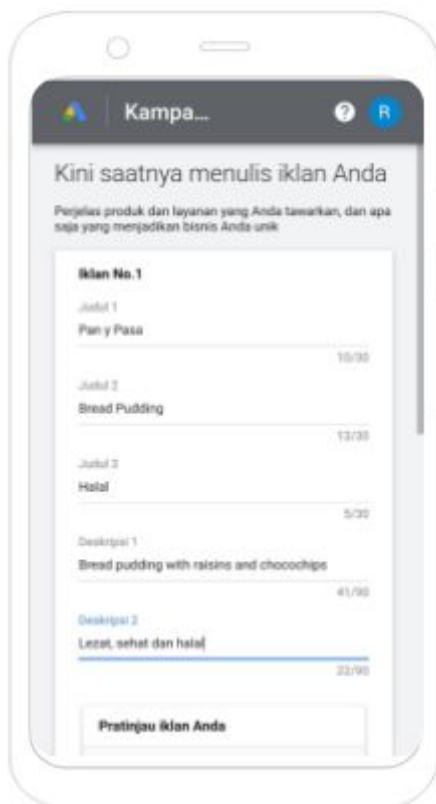 Kampa...
?
R
Kini saatnya menulis iklan Anda
Perjelas produk dan layanan yang Anda tawarkan, dan apa
saja yang menjadikan bisnis Anda unik
Iklan No.1
Judul 1
Pan y Pasa
10/30
Judul 2
Bread Pudding
13/30
Judul 3
Halal
5/30
Deskripsi 1
Bread pudding with raisins and chocochips
41/90
Deskripsi 2
Lezat, sehat dan halal
22/90
Pratinjau iklan Anda